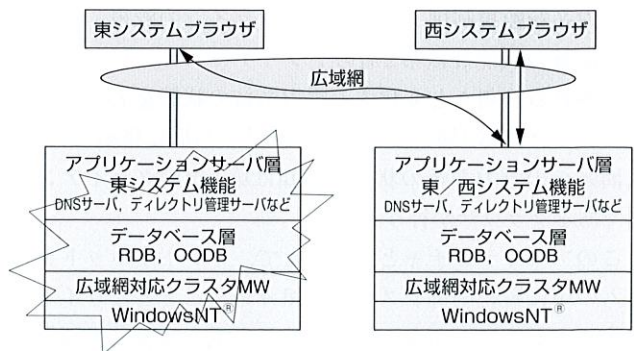 東システムブラウザ
西システムブラウザ
広域網
アプリケーションサーバ層
東システム機能
DNSサーバ,ディレクトリ管理サーバなど
データベース層
RDB,OODB
広域網対応クラスタMW
WindowsNT®
アプリケーションサーバ層
東/西システム機能
DNSサーバ,ディレクトリ管理サーバなど
データベース層
RDB,OODB
広域網対応クラスタMW
WindowsNT®